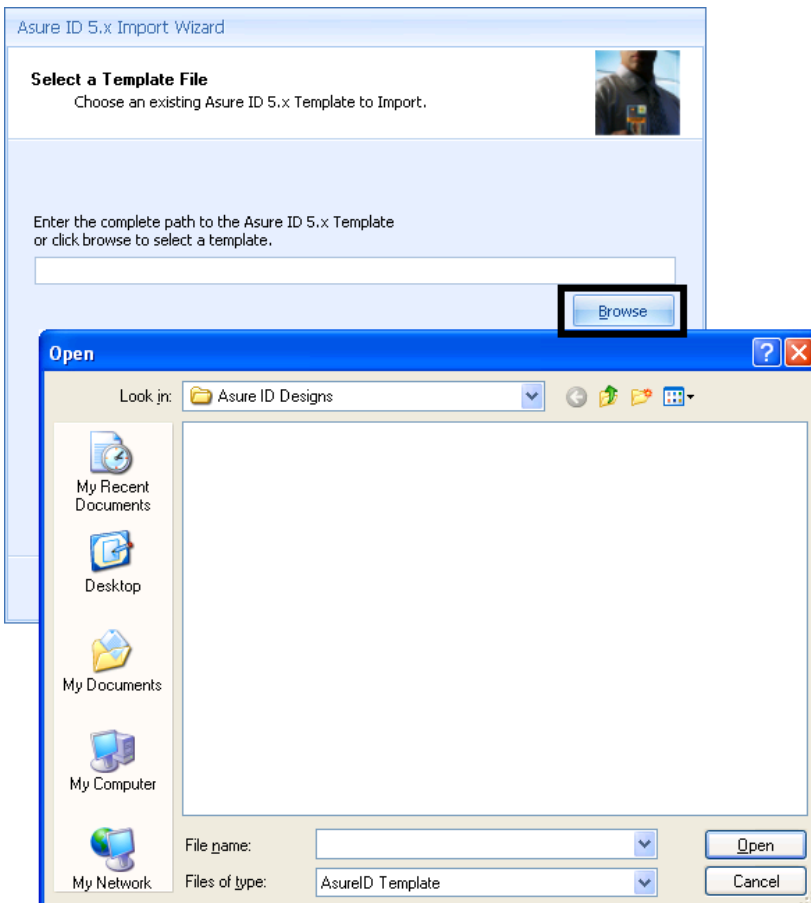 Asure ID 5.x Import Wizard
Select a Template File
Choose an existing Asure ID 5.x Template to Import.
Enter the complete path to the Asure ID 5.x Template
or click browse to select a template.
Browse
Open
Look in:
Asure ID Designs
My Recent
Documents
Desktop
My Documents
My Computer
My Network
File name:
Open
Files of type:
AsureID Template
Cancel